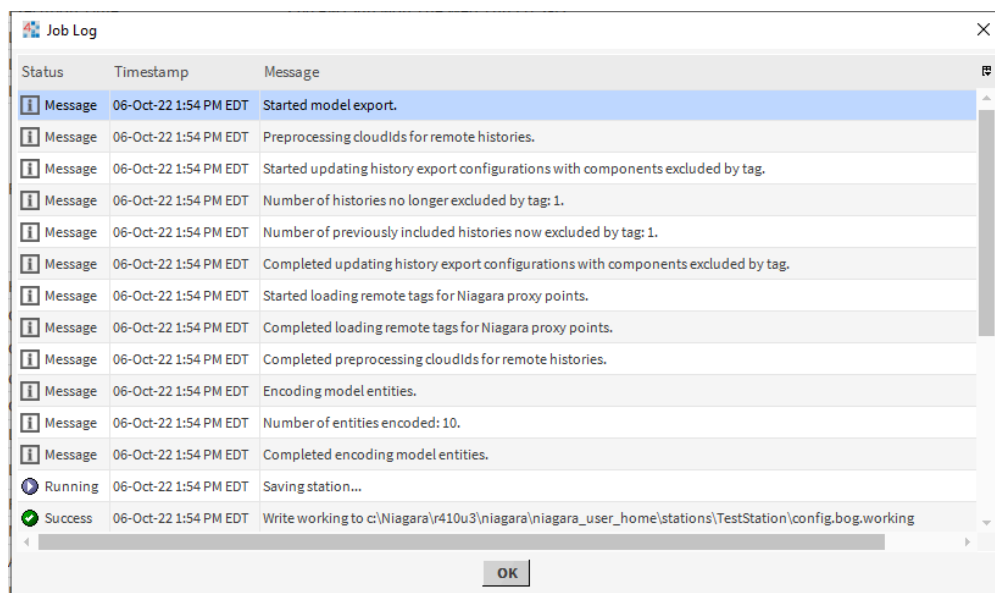 Job Log
Status Timestamp Message
Message 06-Oct-22 1:54 PM EDT Started model export.
Message 06-Oct-22 1:54 PM EDT Preprocessing cloudIds for remote histories.
Message 06-Oct-22 1:54 PM EDT Started updating history export configurations with components excluded by tag.
Message 06-Oct-22 1:54 PM EDT Number of histories no longer excluded by tag: 1.
Message 06-Oct-22 1:54 PM EDT Number of previously included histories now excluded by tag: 1.
Message 06-Oct-22 1:54 PM EDT Completed updating history export configurations with components excluded by tag.
Message 06-Oct-22 1:54 PM EDT Started loading remote tags for Niagara proxy points.
Message 06-Oct-22 1:54 PM EDT Completed loading remote tags for Niagara proxy points.
Message 06-Oct-22 1:54 PM EDT Completed preprocessing cloudIds for remote histories.
Message 06-Oct-22 1:54 PM EDT Encoding model entities.
Message 06-Oct-22 1:54 PM EDT Number of entities encoded: 10.
Message 06-Oct-22 1:54 PM EDT Completed encoding model entities.
Running 06-Oct-22 1:54 PM EDT Saving station...
Success 06-Oct-22 1:54 PM EDT Write working to c:\Niagara\r410u3\niagara\niagara_user_home\stations\TestStation\config.bog.working
OK